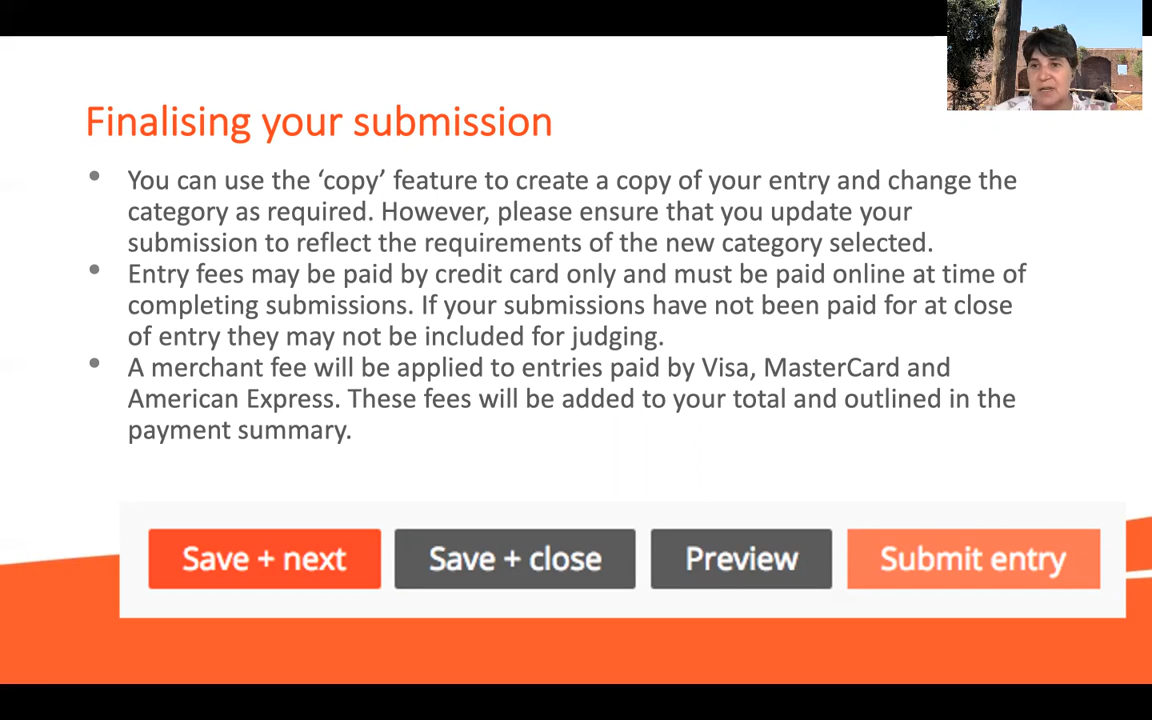 Finalising your submission
• You can use the ‘copy’ feature to create a copy of your entry and change the
category as required. However, please ensure that you update your
submission to reflect the requirements of the new category selected.
• Entry fees may be paid by credit card only and must be paid online at time of
completing submissions. If your submissions have not been paid for at close
of entry they may not be included for judging.
• A merchant fee will be applied to entries paid by Visa, MasterCard and
American Express. These fees will be added to your total and outlined in the
payment summary.
Save + next Save + close Preview Submit entry